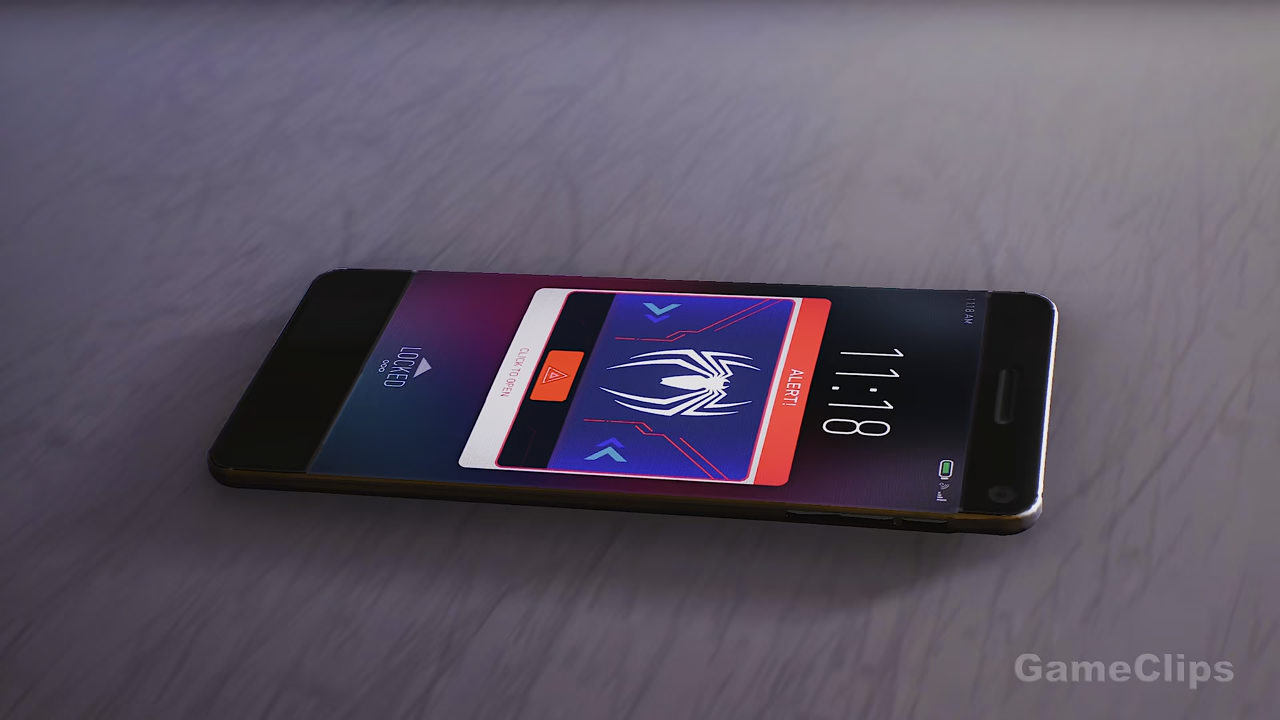 11:18 AM
11:18
ALERT!
CLICK TO OPEN
LOCKED
GameClips